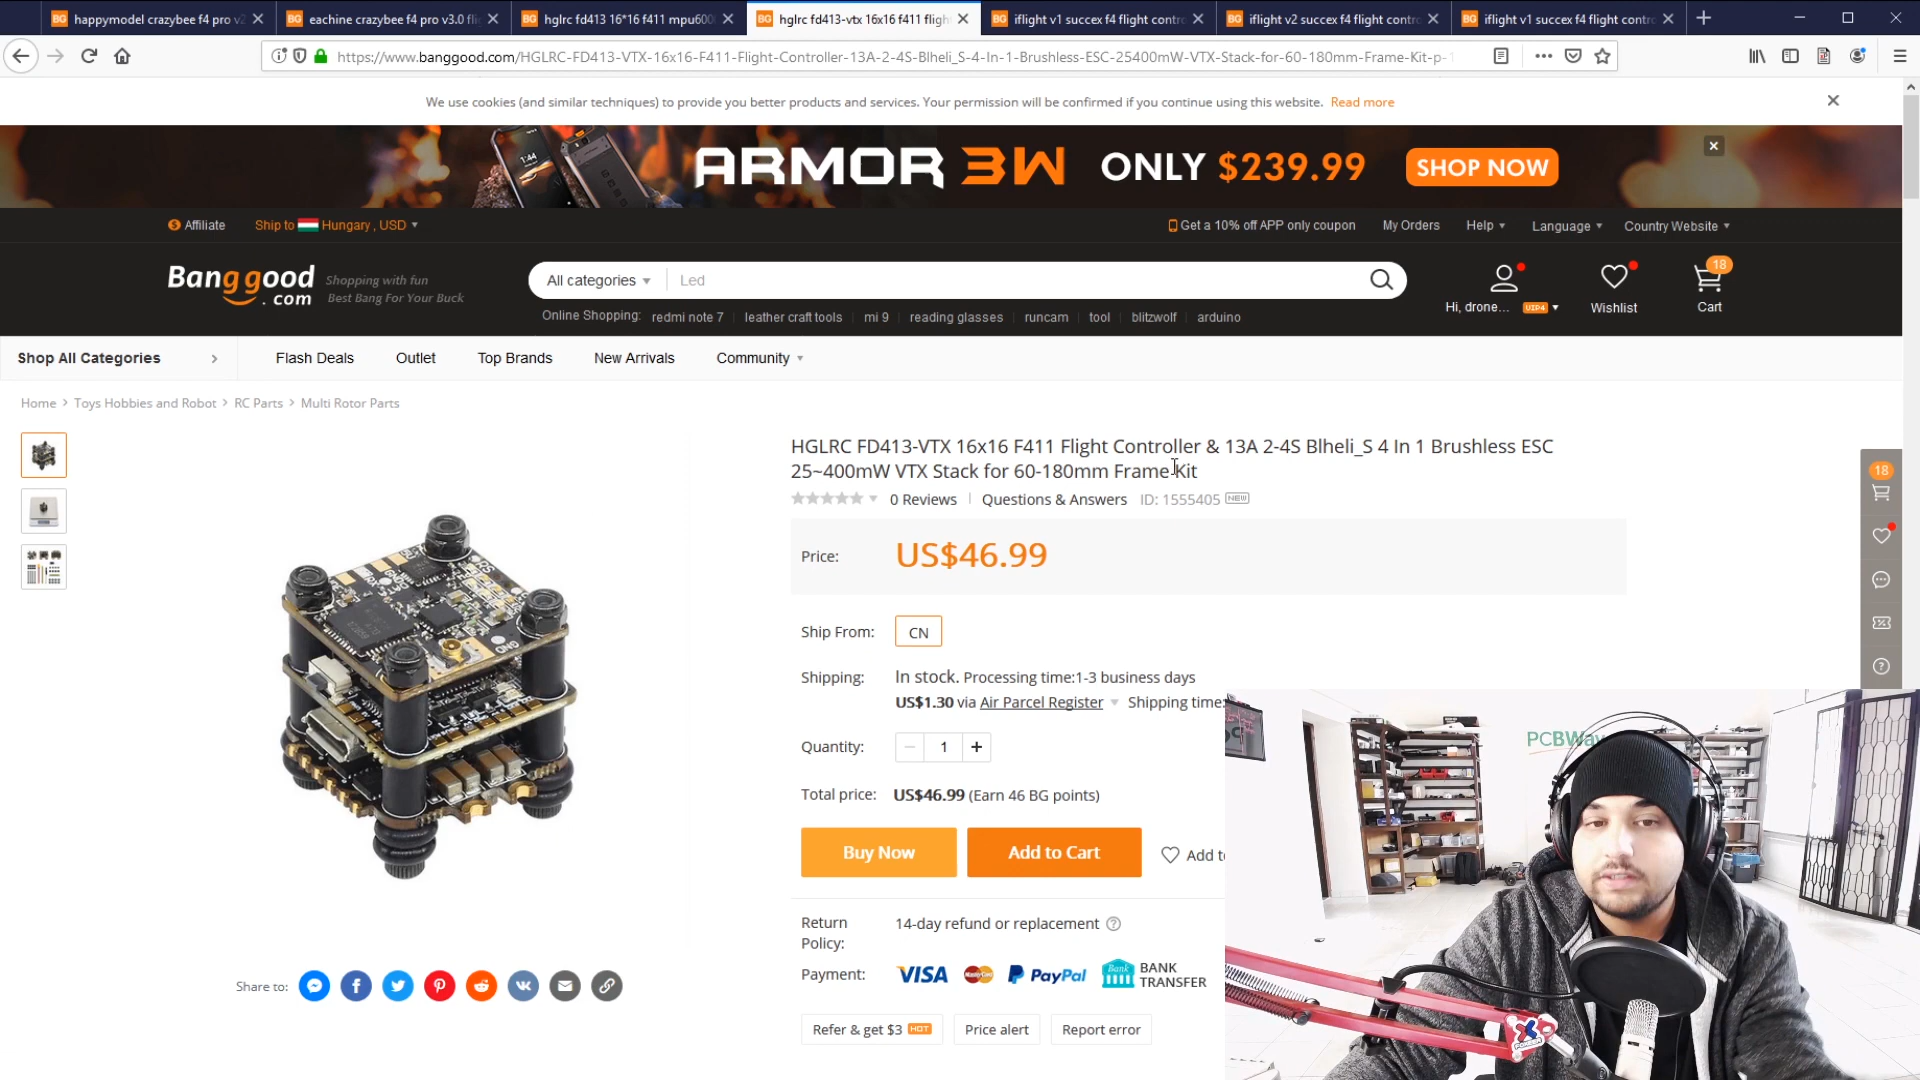 happymodel crazybee f4 pro v2
eachine crazybee f4 pro v3.0 fli
hglrc fd413 16*16 f411 mpu600
hglrc fd413-vtx 16x16 f411 fligh
iflight v1 succex f4 flight contro
iflight v2 succex f4 flight contro
iflight v1 succex f4 flight contro
https://www.banggood.com/HGLRC-FD413-VTX-16x16-F411-Flight-Controller-13A-2-4S-Blheli_S-4-In-1-Brushless-ESC-25400mW-VTX-Stack-for-60-180mm-Frame-Kit-p-
We use cookies (and similar techniques) to provide you better products and services. Your permission will be confirmed if you continue using this website. Read more
ARMOR 3W ONLY $239.99 SHOP NOW
Affiliate Ship to Hungary , USD Get a 10% off APP only coupon My Orders Help Language Country Website
Banggood.com
Shopping with fun
Best Bang For Your Buck
All categories Led
Online Shopping: redmi note 7 leather craft tools mi 9 reading glasses runcam tool blitzwolf arduino
Hi, drone... VIP4
Wishlist
18
Cart
Shop All Categories Flash Deals Outlet Top Brands New Arrivals Community
Home > Toys Hobbies and Robot > RC Parts > Multi Rotor Parts
HGLRC FD413-VTX 16x16 F411 Flight Controller & 13A 2-4S Blheli_S 4 In 1 Brushless ESC
25~400mW VTX Stack for 60-180mm Frame Kit
0 Reviews Questions & Answers ID: 1555405 NEW
18
Price: US$46.99
Ship From: CN
Shipping: In stock. Processing time:1-3 business days
US$1.30 via Air Parcel Register Shipping time:
Quantity: 1
Total price: US$46.99 (Earn 46 BG points)
Buy Now Add to Cart Add t
Return
Policy:
14-day refund or replacement
Payment: VISA MasterCard PayPal Bank BANK
TRANSFER
Share to:
Refer & get $3 HOT Price alert Report error
PCBWay